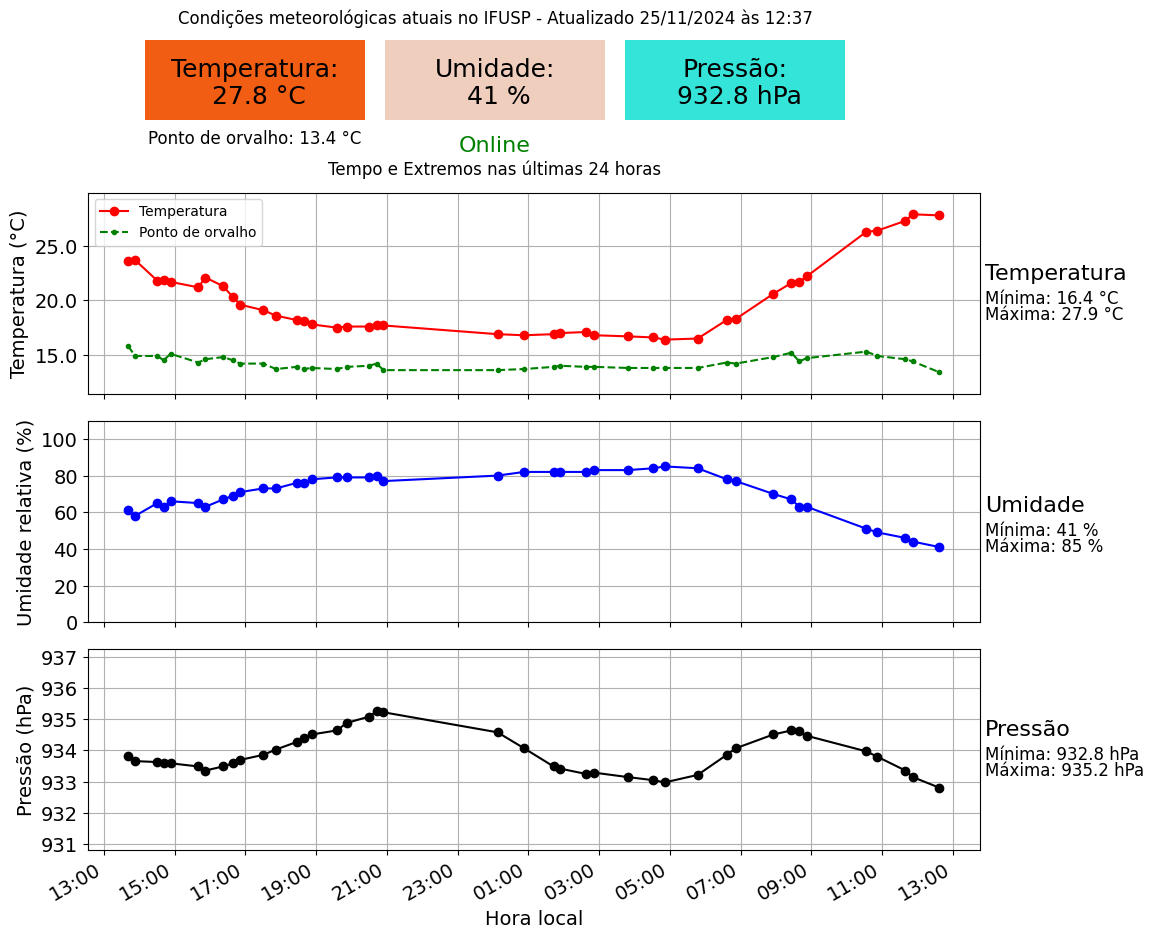 Condições meteorológicas atuais no IFUSP - Atualizado 25/11/2024 às 12:37
Temperatura:
27.8 °C
Umidade:
41 %
Pressão:
932.8 hPa
Ponto de orvalho: 13.4 °C
Online
Tempo e Extremos nas últimas 24 horas
Temperatura (°C)
25.0
20.0
15.0
Temperatura
Ponto de orvalho
Temperatura
Mínima: 16.4 °C
Máxima: 27.9 °C
Umidade relativa (%)
100
80
60
40
20
0
Umidade
Mínima: 41 %
Máxima: 85 %
Pressão (hPa)
937
936
935
934
933
932
931
Pressão
Mínima: 932.8 hPa
Máxima: 935.2 hPa
13:00 15:00 17:00 19:00 21:00 23:00 01:00 03:00 05:00 07:00 09:00 11:00 13:00
Hora local